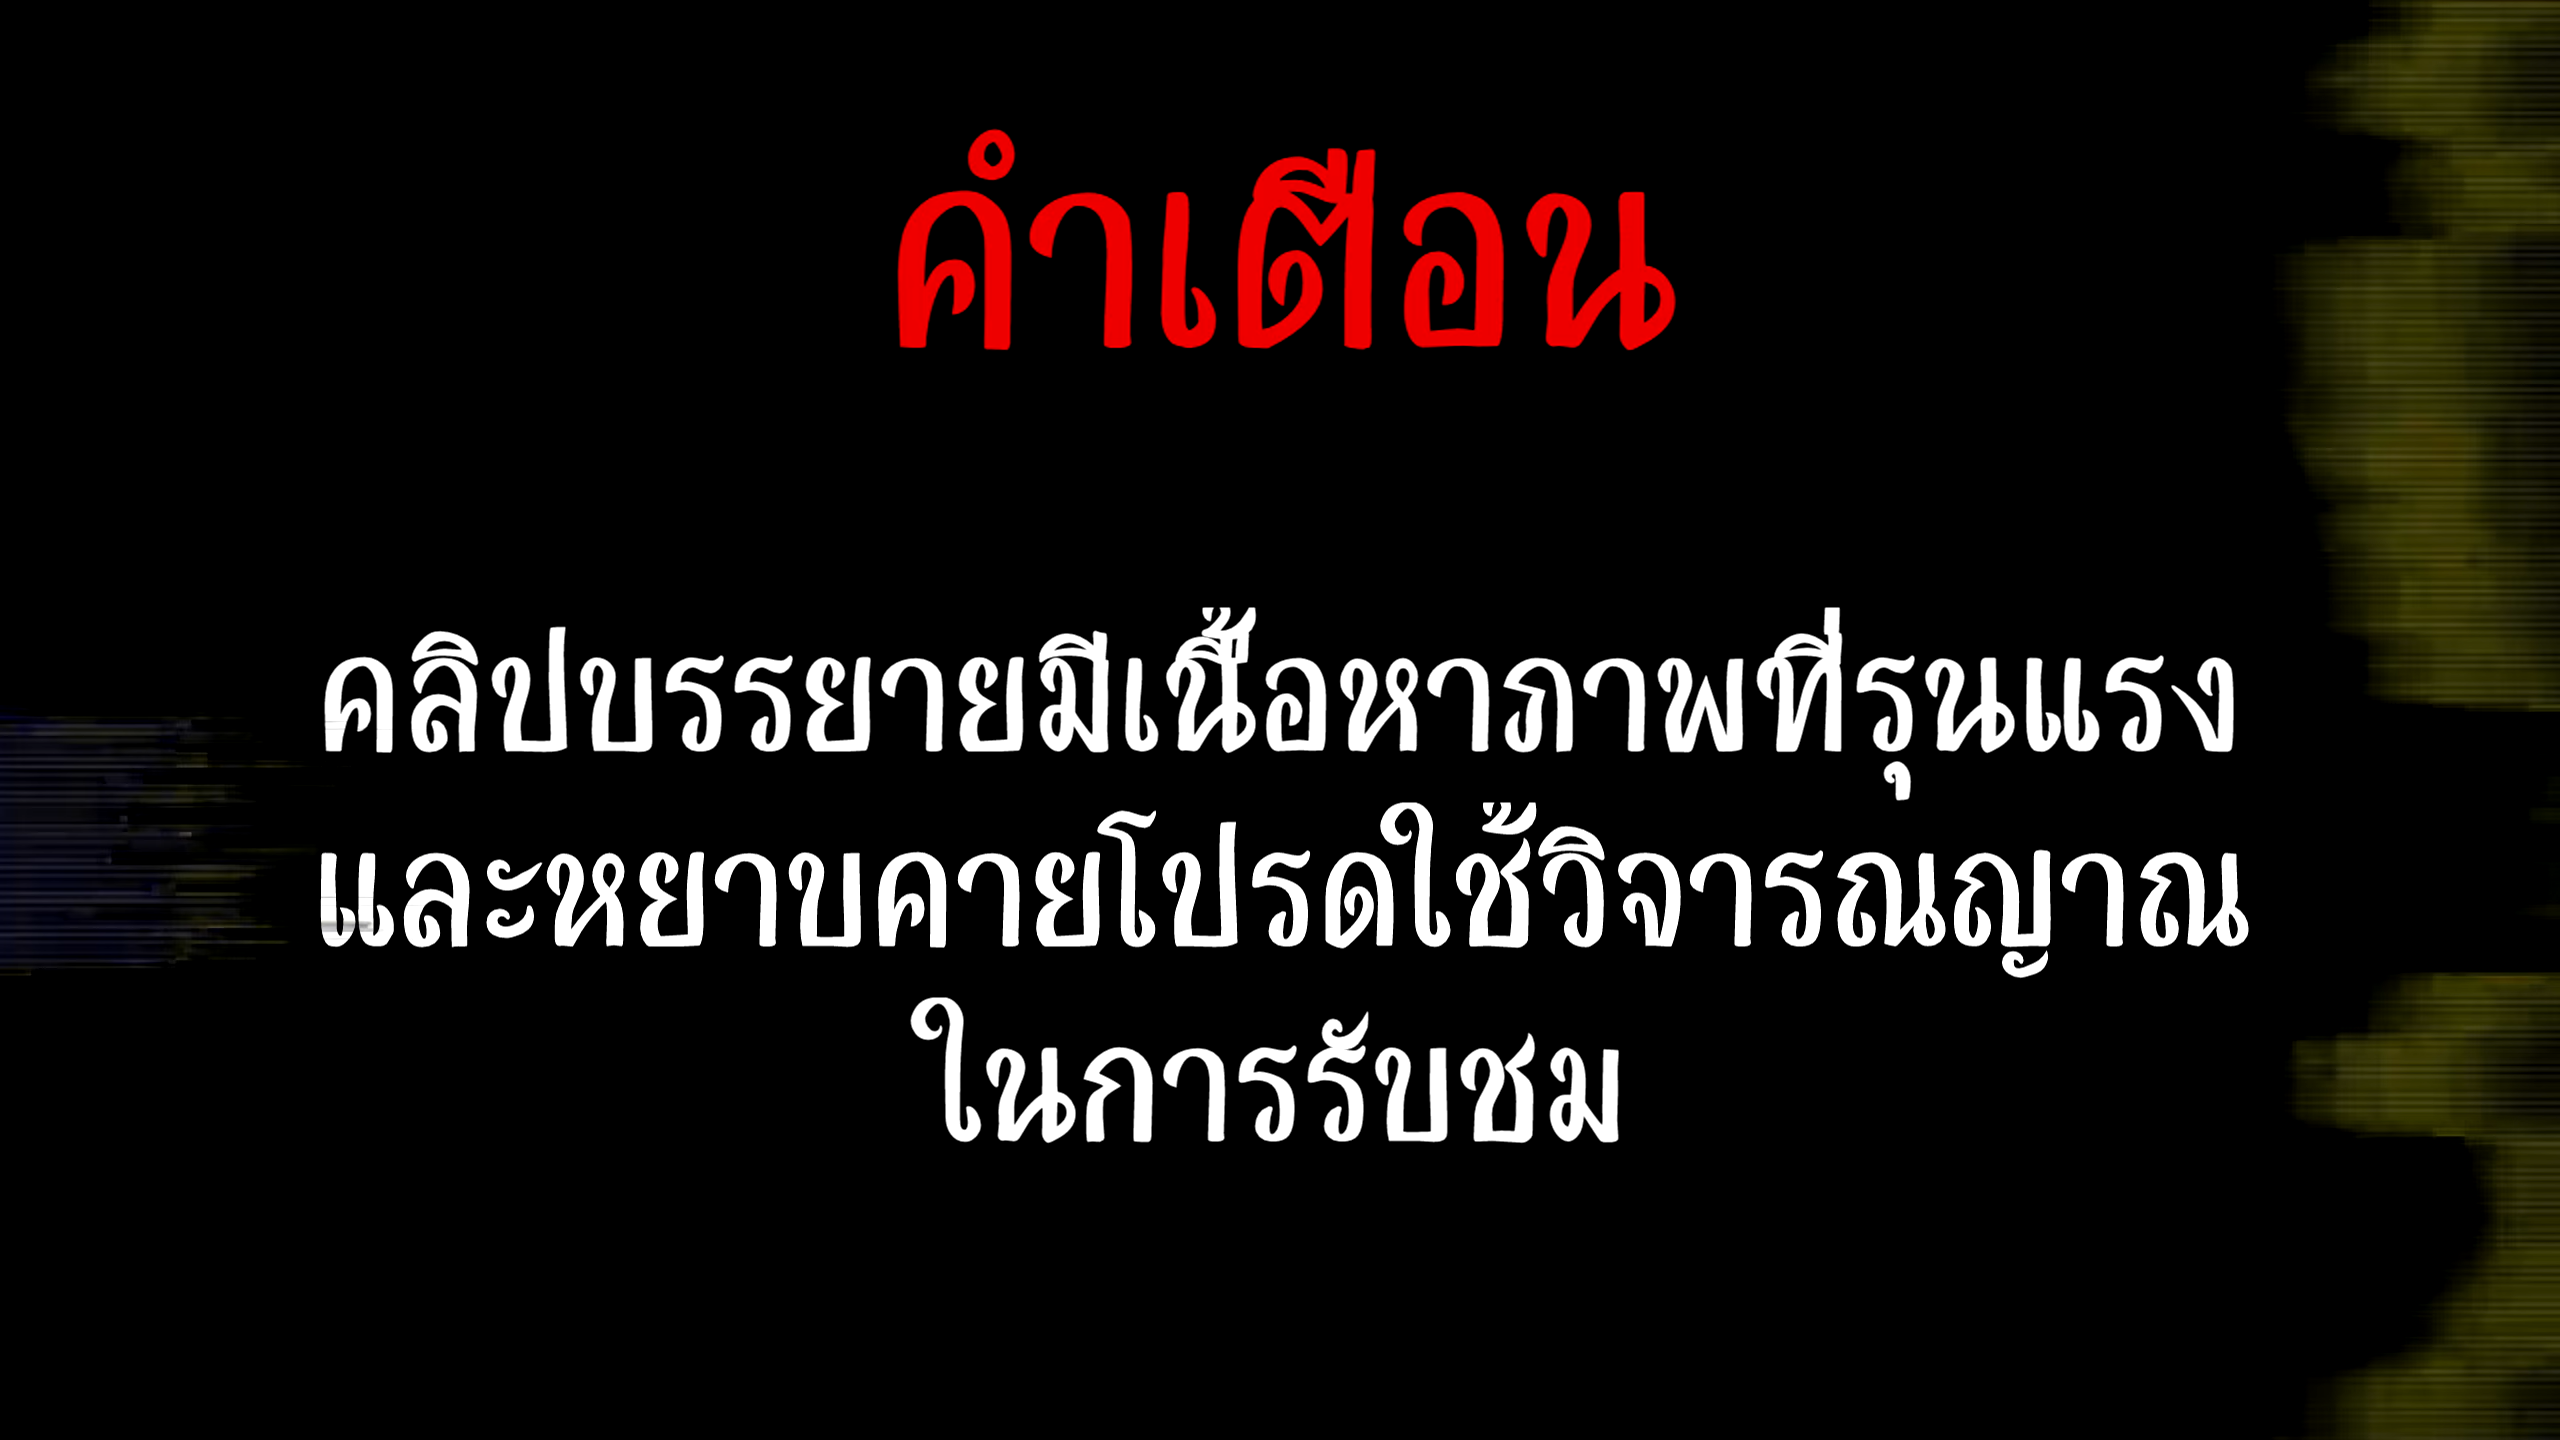 คำเตือน
คลิปบรรยายมีเนื้อหาภาพที่รุนแรง
และหยาบคายโปรดใช้วิจารณญาณ
ในการรับชม